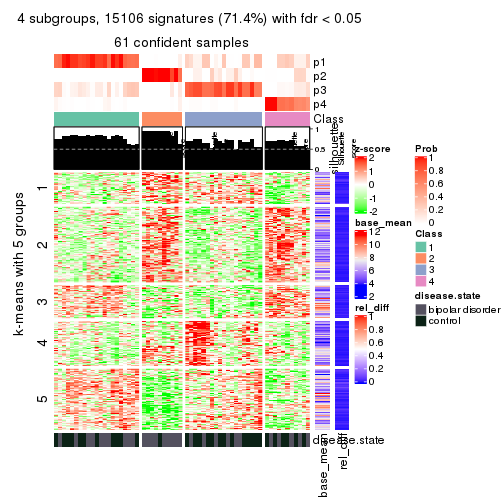 4 subgroups, 15106 signatures (71.4%) with fdr < 0.05
61 confident samples
p1
p2
p3
p4
Class
1
0.5
0
silhouette
Silhouette
score
k-means with 5 groups
1
2
3
4
5
disease.state
base_mean
rel_diff
z-score
2
1
0
-1
-2
base_mean
12
10
8
6
4
2
rel_diff
1
0.8
0.6
0.4
0.2
0
Prob
1
0.8
0.6
0.4
0.2
0
Class
1
2
3
4
disease.state
bipolar disorder
control